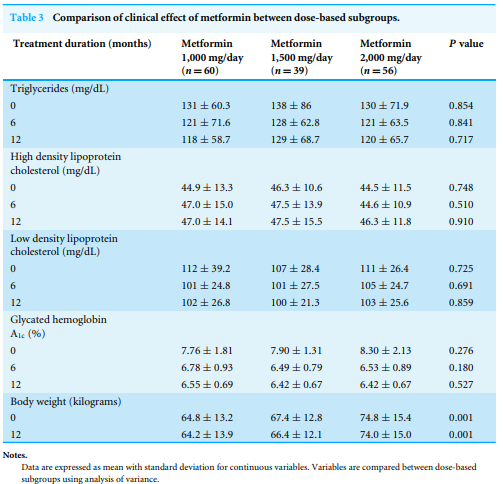 Table 3 Comparison of clinical effect of metformin between dose-based subgroups.
Treatment duration (months) Metformin 1,000 mg/day (n = 60) Metformin 1,500 mg/day (n = 39) Metformin 2,000 mg/day (n = 56) P value
Triglycerides (mg/dL)
0 131 ± 60.3 138 ± 86 130 ± 71.9 0.854
6 121 ± 71.6 128 ± 62.8 121 ± 63.5 0.841
12 118 ± 58.7 129 ± 68.7 120 ± 65.7 0.717
High density lipoprotein
cholesterol (mg/dL)
0 44.9 ± 13.3 46.3 ± 10.6 44.5 ± 11.5 0.748
6 47.0 ± 15.0 47.5 ± 13.9 44.6 ± 10.9 0.510
12 47.0 ± 14.1 47.5 ± 15.5 46.3 ± 11.8 0.910
Low density lipoprotein
cholesterol (mg/dL)
0 112 ± 39.2 107 ± 28.4 111 ± 26.4 0.725
6 101 ± 24.8 101 ± 27.5 105 ± 24.7 0.691
12 102 ± 26.8 100 ± 21.3 103 ± 25.6 0.859
Glycated hemoglobin
A1c (%)
0 7.76 ± 1.81 7.90 ± 1.31 8.30 ± 2.13 0.276
6 6.78 ± 0.93 6.49 ± 0.79 6.53 ± 0.89 0.180
12 6.55 ± 0.69 6.42 ± 0.67 6.42 ± 0.67 0.527
Body weight (kilograms)
0 64.8 ± 13.2 67.4 ± 12.8 74.8 ± 15.4 0.001
12 64.2 ± 13.9 66.4 ± 12.1 74.0 ± 15.0 0.001
Notes.
Data are expressed as mean with standard deviation for continuous variables. Variables are compared between dose-based
subgroups using analysis of variance.